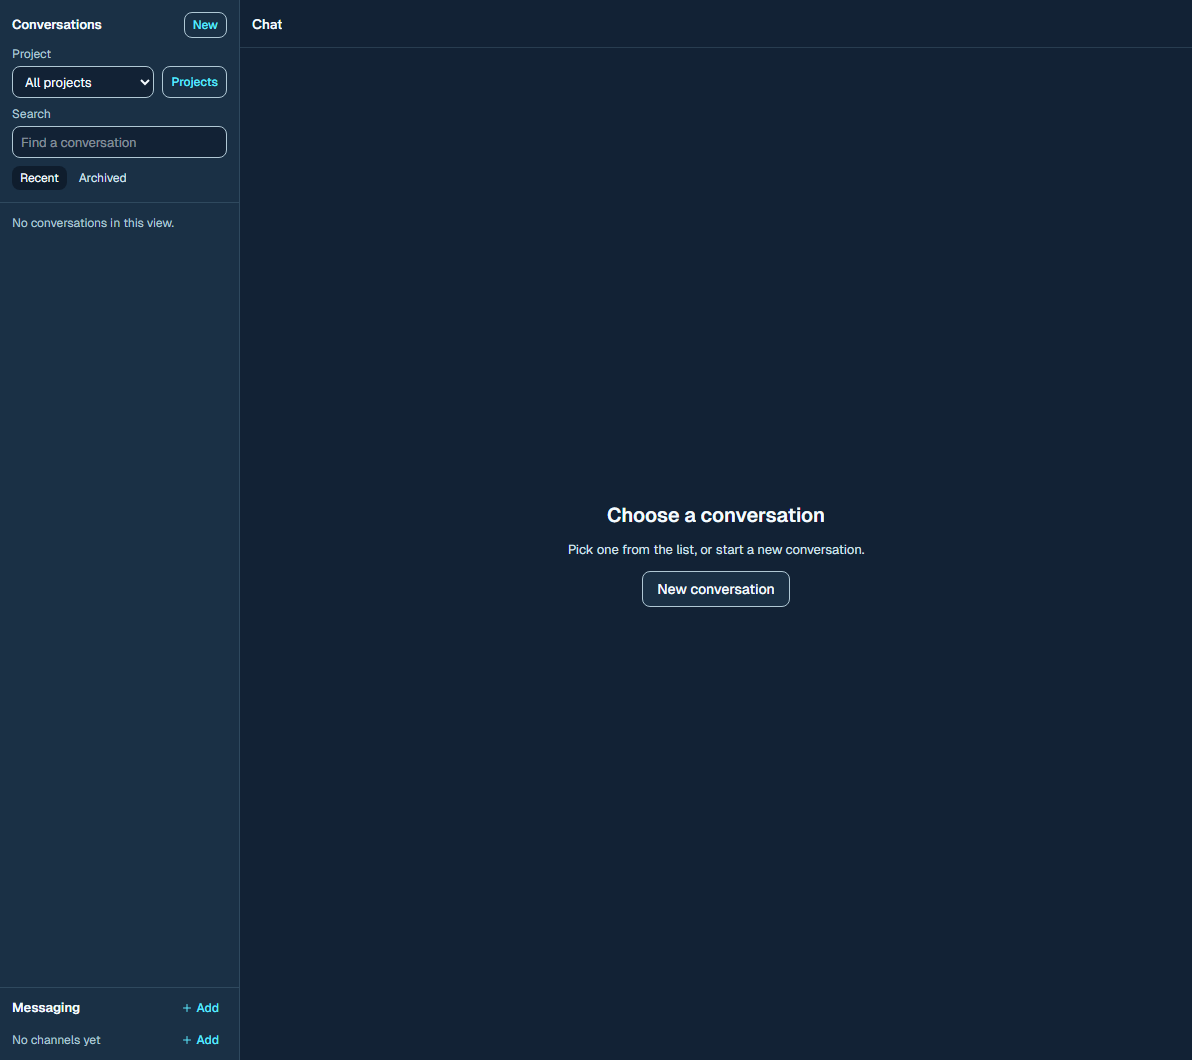 Conversations
New
Project
All projects
Projects
Search
Find a conversation
Recent
Archived
No conversations in this view.
Messaging
+ Add
No channels yet
+ Add
Chat
Choose a conversation
Pick one from the list, or start a new conversation.
New conversation